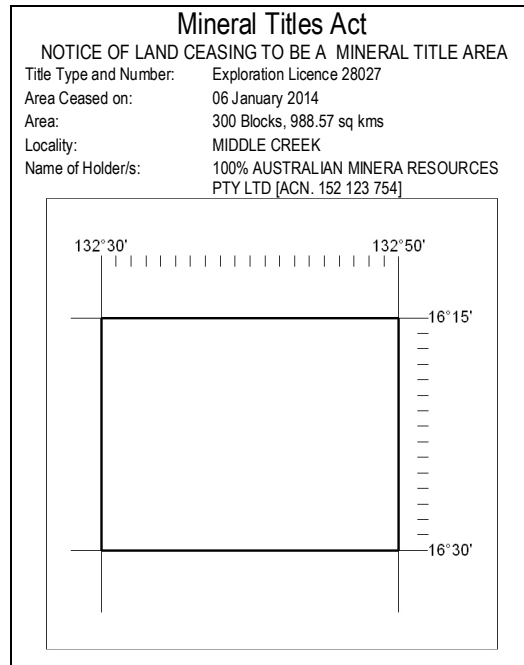 Mineral Titles Act
NOTICE OF LAND CEASING TO BE A MINERAL TITLE AREA
Title Type and Number: Exploration Licence 28027
Area Ceased on: 06 January 2014
Area: 300 Blocks, 988.57 sq kms
Locality: MIDDLE CREEK
Name of Holder/s: 100% AUSTRALIAN MINERA RESOURCES
PTY LTD [ACN. 152 123 754]
132°30' 132°50'
16°15'
16°30'